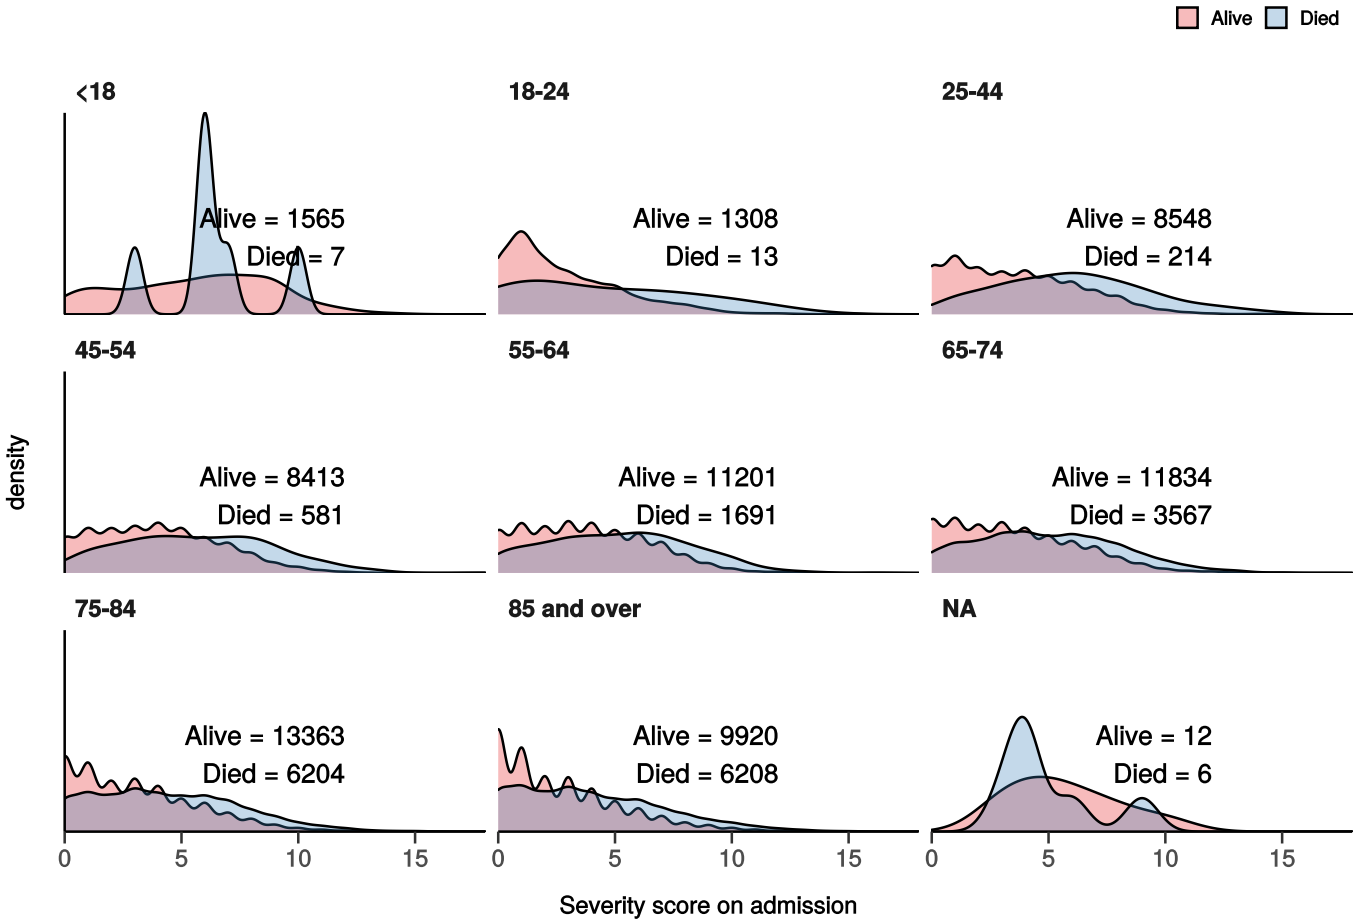 Alive Died
<18 18-24 25-44
Alive = 1565 Alive = 1308 Alive = 8548
Died = 7 Died = 13 Died = 214
45-54 55-64 65-74
density
Alive = 8413 Alive = 11201 Alive = 11834
Died = 581 Died = 1691 Died = 3567
75-84 85 and over NA
Alive = 13363 Alive = 9920 Alive = 12
Died = 6204 Died = 6208 Died = 6
0 5 10 15 0 5 10 15 0 5 10 15
Severity score on admission